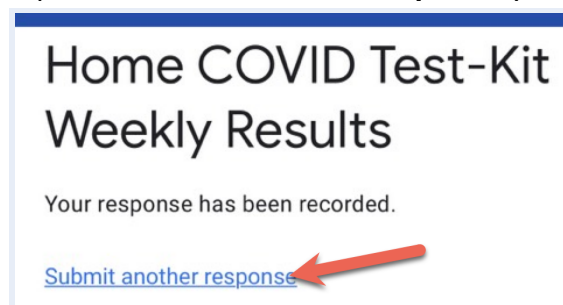 Home COVID Test-Kit
Weekly Results
Your response has been recorded.
Submit another response